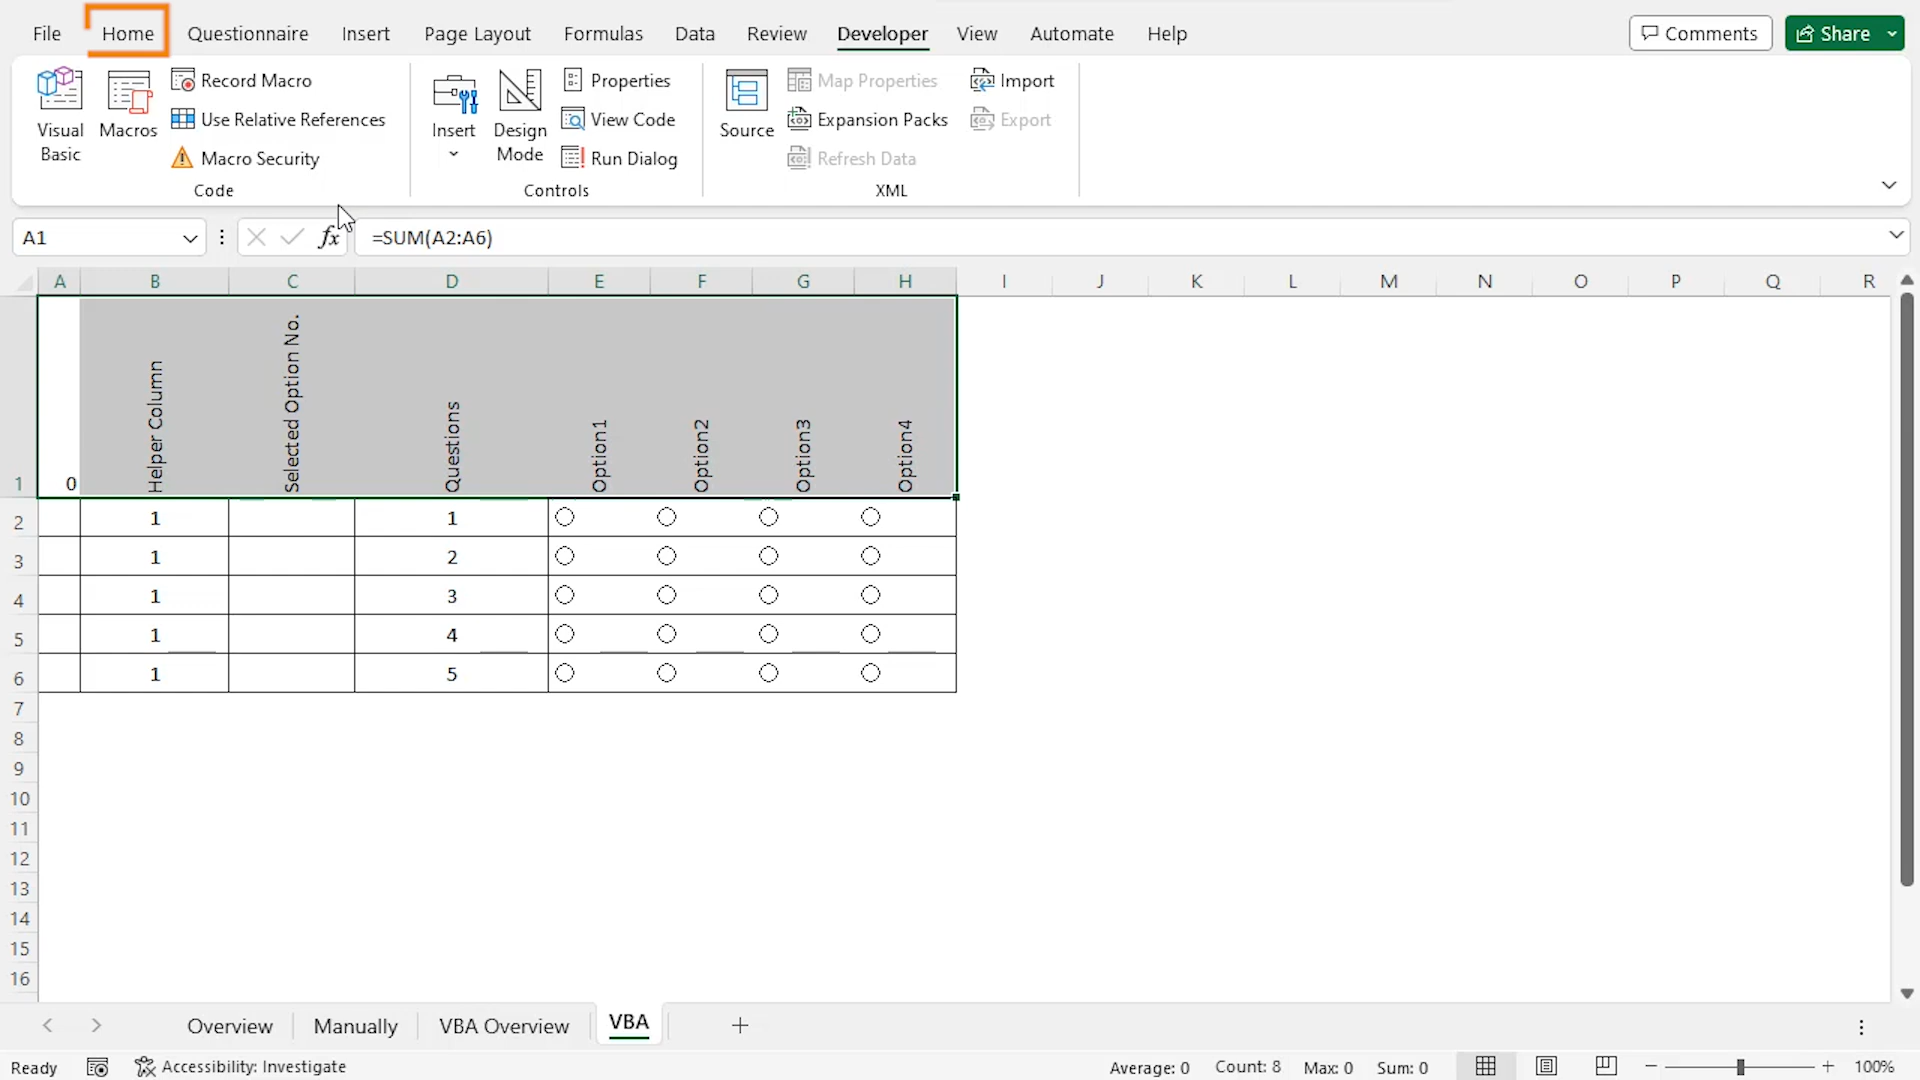 File Home Questionnaire Insert Page Layout Formulas Data Review Developer View Automate Help Comments Share
Visual Basic
Macros
Record Macro
Use Relative References
Macro Security
Code
Insert
Design Mode
Properties
View Code
Run Dialog
Controls
Source
Map Properties
Expansion Packs
Refresh Data
Import
Export
XML
A1 fx =SUM(A2:A6)
A B C D E F G H I J K L M N O P Q R
1 0 Helper Column Selected Option No. Questions Option1 Option2 Option3 Option4
2 1 1
3 1 2
4 1 3
5 1 4
6 1 5
7
8
9
10
11
12
13
14
15
16
Overview Manually VBA Overview VBA
Ready Accessibility: Investigate Average: 0 Count: 8 Max: 0 Sum: 0 100%